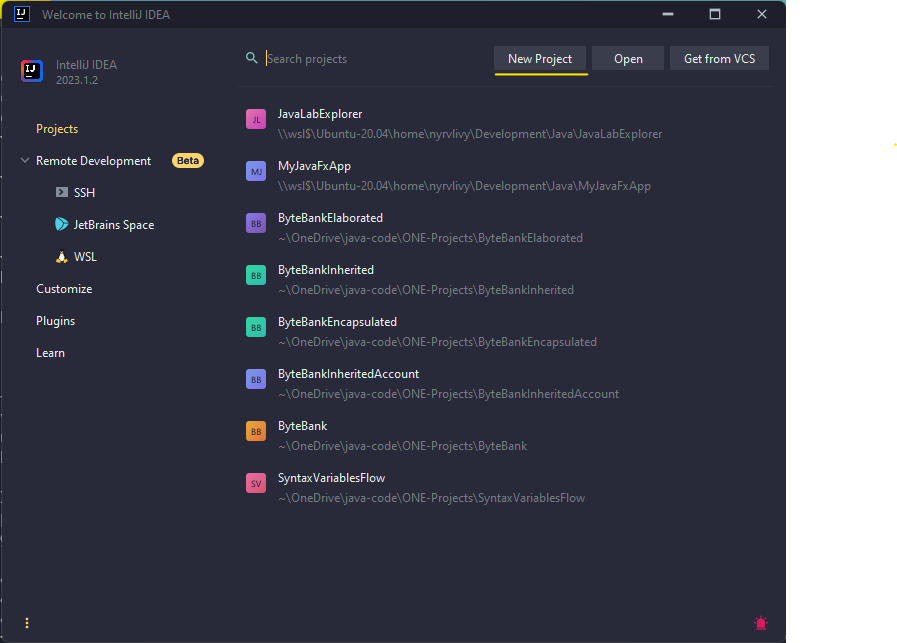 Welcome to IntelliJ IDEA
IntelliJ IDEA
2023.1.2
Search projects
New Project
Open
Get from VCS
Projects
Remote Development
Beta
SSH
JetBrains Space
WSL
Customize
Plugins
Learn
JL
JavaLabExplorer
\\wsl$\Ubuntu-20.04\home\nyrvlivy\Development\Java\JavaLabExplorer
MJ
MyJavaFxApp
\\wsl$\Ubuntu-20.04\home\nyrvlivy\Development\Java\MyJavaFxApp
BB
ByteBankElaborated
~\OneDrive\java-code\ONE-Projects\ByteBankElaborated
BB
ByteBankInherited
~\OneDrive\java-code\ONE-Projects\ByteBankInherited
BB
ByteBankEncapsulated
~\OneDrive\java-code\ONE-Projects\ByteBankEncapsulated
BB
ByteBankInheritedAccount
~\OneDrive\java-code\ONE-Projects\ByteBankInheritedAccount
BB
ByteBank
~\OneDrive\java-code\ONE-Projects\ByteBank
SV
SyntaxVariablesFlow
~\OneDrive\java-code\ONE-Projects\SyntaxVariablesFlow